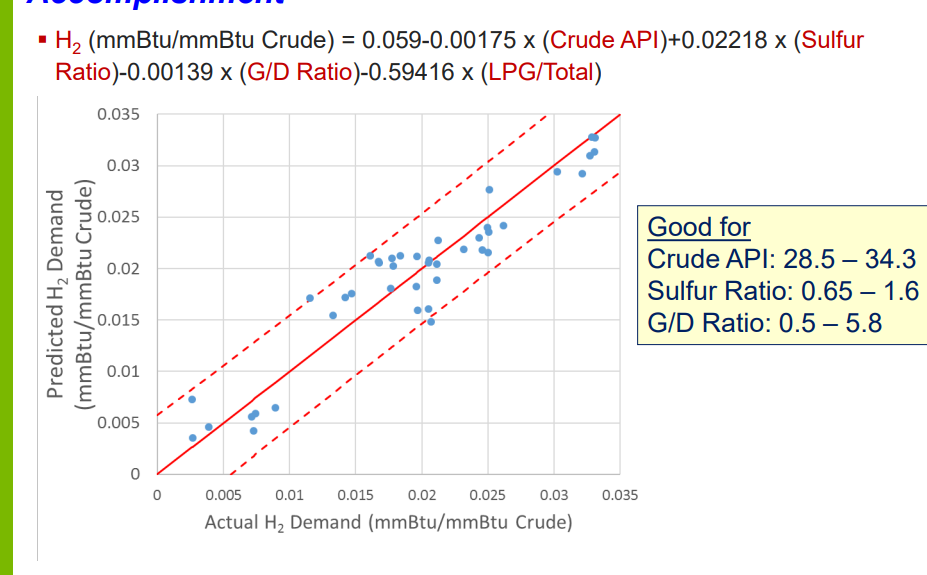 Accomplishment
▪ H₂ (mmBtu/mmBtu Crude) = 0.059-0.00175 x (Crude API)+0.02218 x (Sulfur
Ratio)-0.00139 x (G/D Ratio)-0.59416 x (LPG/Total)
0.035
0.03
0.025
0.02
0.015
0.01
0.005
0
Predicted H₂ Demand
(mmBtu/mmBtu Crude)
0 0.005 0.01 0.015 0.02 0.025 0.03 0.035
Actual H₂ Demand (mmBtu/mmBtu Crude)
Good for
Crude API: 28.5 – 34.3
Sulfur Ratio: 0.65 – 1.6
G/D Ratio: 0.5 – 5.8